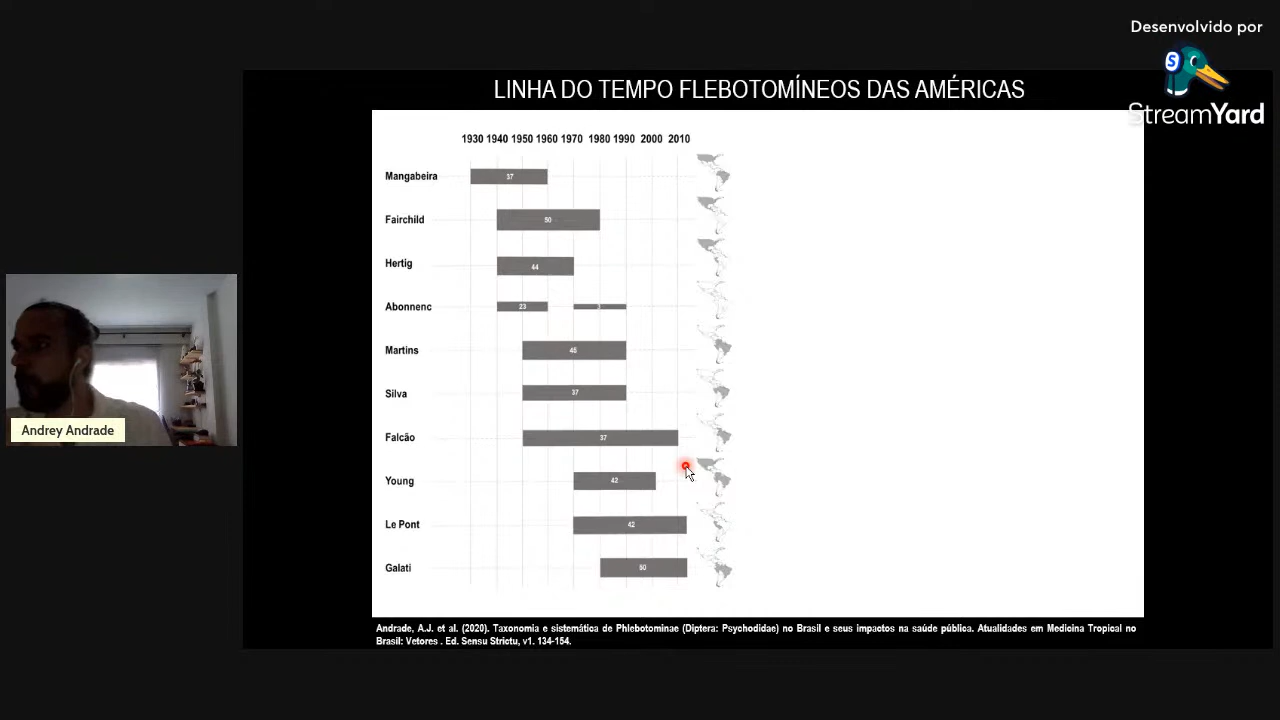 Desenvolvido por
StreamYard
LINHA DO TEMPO FLEBOTOMÍNEOS DAS AMÉRICAS
1930 1940 1950 1960 1970 1980 1990 2000 2010
Mangabeira 37
Fairchild 50
Hertig 44
Abonnenc 23 3
Martins 45
Silva 37
Falcão 37
Young 42
Le Pont 42
Galati 50
Andrey Andrade
Andrade, A.J. et al. (2020). Taxonomia e sistemática de Phlebotominae (Diptera: Psychodidae) no Brasil e seus impactos na saúde pública. Atualidades em Medicina Tropical no
Brasil: Vetores . Ed. Sensu Strictu, v1. 134-154.